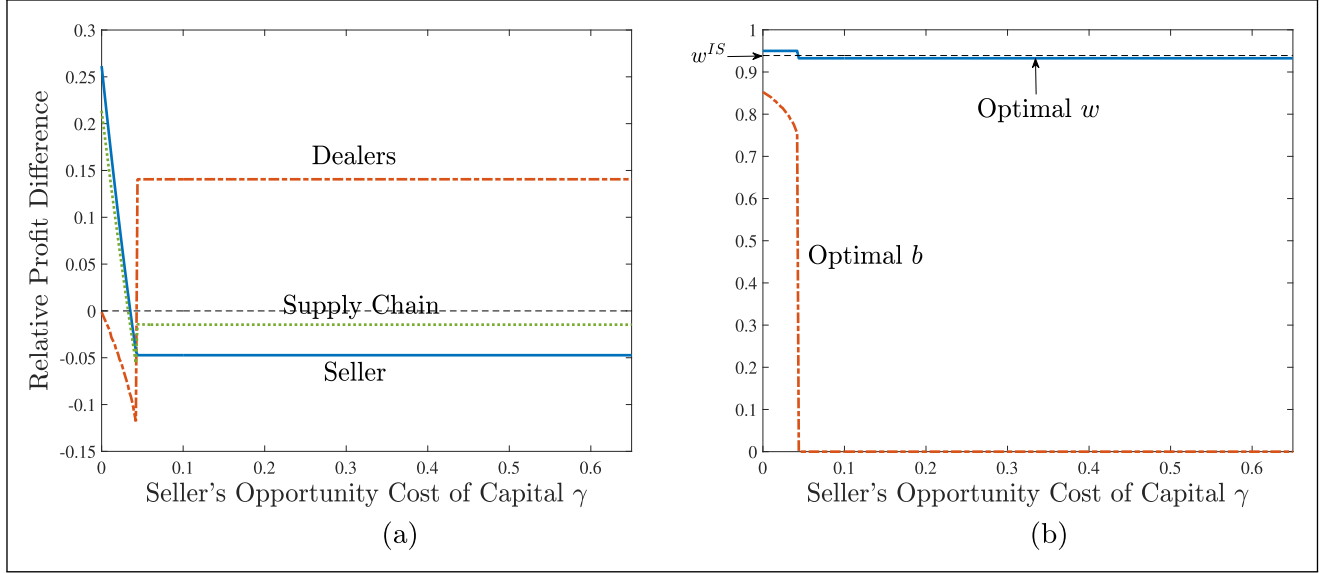 0.3
0.25
0.2
0.15
0.1
0.05
0
-0.05
-0.1
-0.15
Relative Profit Difference
Dealers
Supply Chain
Seller
0 0.1 0.2 0.3 0.4 0.5 0.6
Seller's Opportunity Cost of Capital γ
(a)
1
0.9
0.8
0.7
0.6
0.5
0.4
0.3
0.2
0.1
0
w^{IS}
Optimal w
Optimal b
0 0.1 0.2 0.3 0.4 0.5 0.6
Seller's Opportunity Cost of Capital γ
(b)